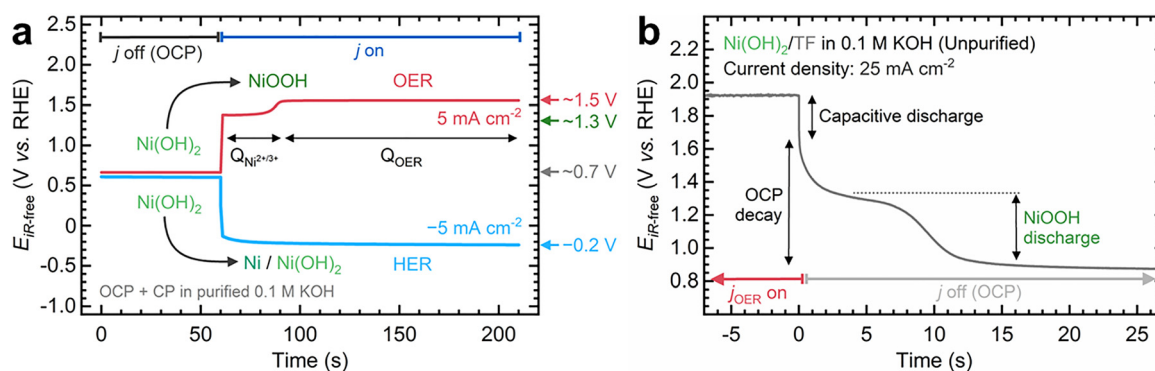 a
j off (OCP)
j on
NiOOH
OER
Ni(OH)₂
5 mA cm⁻²
Q_Ni²⁺/³⁺
Q_OER
Ni(OH)₂
−5 mA cm⁻²
Ni / Ni(OH)₂
HER
OCP + CP in purified 0.1 M KOH
E_iR-free (V vs. RHE)
2.5
2.0
1.5
1.0
0.5
0
-0.5
-1.0
0
50
100
150
200
Time (s)
~1.5 V
~1.3 V
~0.7 V
−0.2 V
b
Ni(OH)₂/TF in 0.1 M KOH (Unpurified)
Current density: 25 mA cm⁻²
Capacitive discharge
OCP
decay
NiOOH
discharge
j_OER on
j off (OCP)
E_iR-free (V vs. RHE)
2.2
2.0
1.8
1.6
1.4
1.2
1.0
0.8
-5
0
5
10
15
20
25
Time (s)